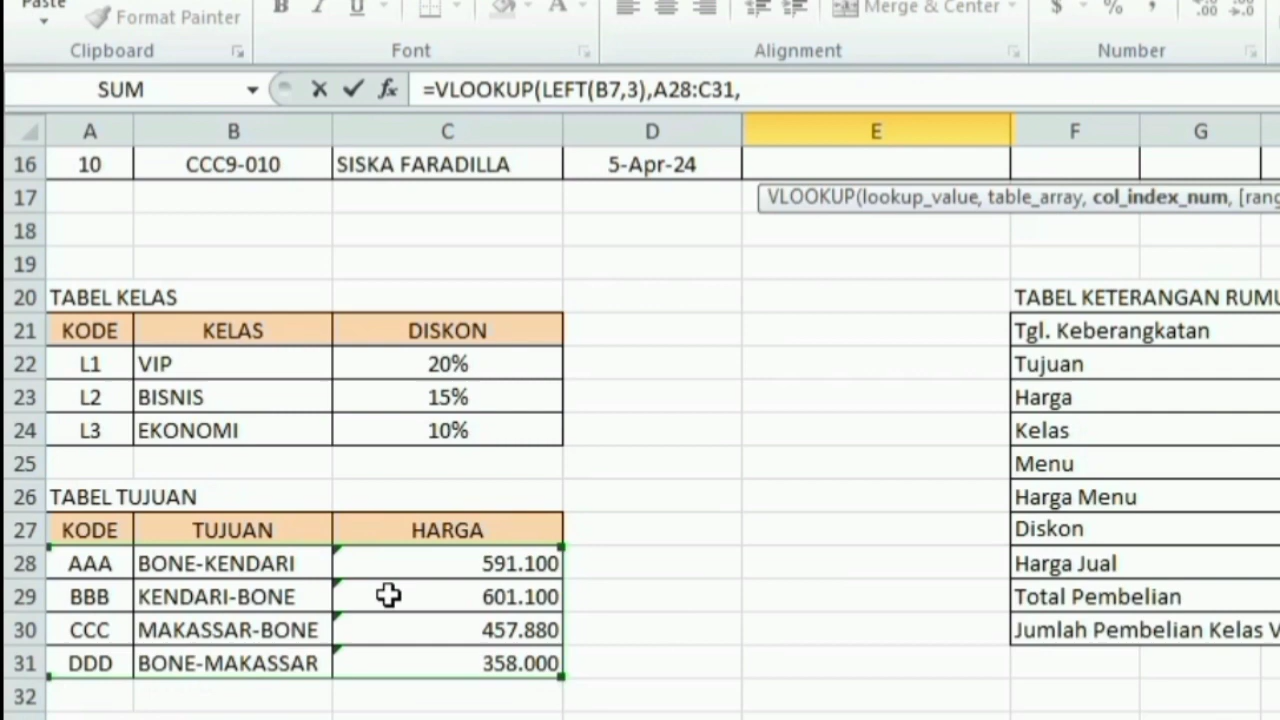 Paste
Format Painter
B I U A
Merge & Center
$ % , .00 .0
Clipboard Font Alignment Number
SUM fx =VLOOKUP(LEFT(B7,3),A28:C31,
A B C D E F G
16 10 CCC9-010 SISKA FARADILLA 5-Apr-24
17 VLOOKUP(lookup_value, table_array, col_index_num, [rang
18
19
20 TABEL KELAS TABEL KETERANGAN RUMU
21 KODE KELAS DISKON Tgl. Keberangkatan
22 L1 VIP 20% Tujuan
23 L2 BISNIS 15% Harga
24 L3 EKONOMI 10% Kelas
25 Menu
26 TABEL TUJUAN Harga Menu
27 KODE TUJUAN HARGA Diskon
28 AAA BONE-KENDARI 591.100 Harga Jual
29 BBB KENDARI-BONE 601.100 Total Pembelian
30 CCC MAKASSAR-BONE 457.880 Jumlah Pembelian Kelas V
31 DDD BONE-MAKASSAR 358.000
32